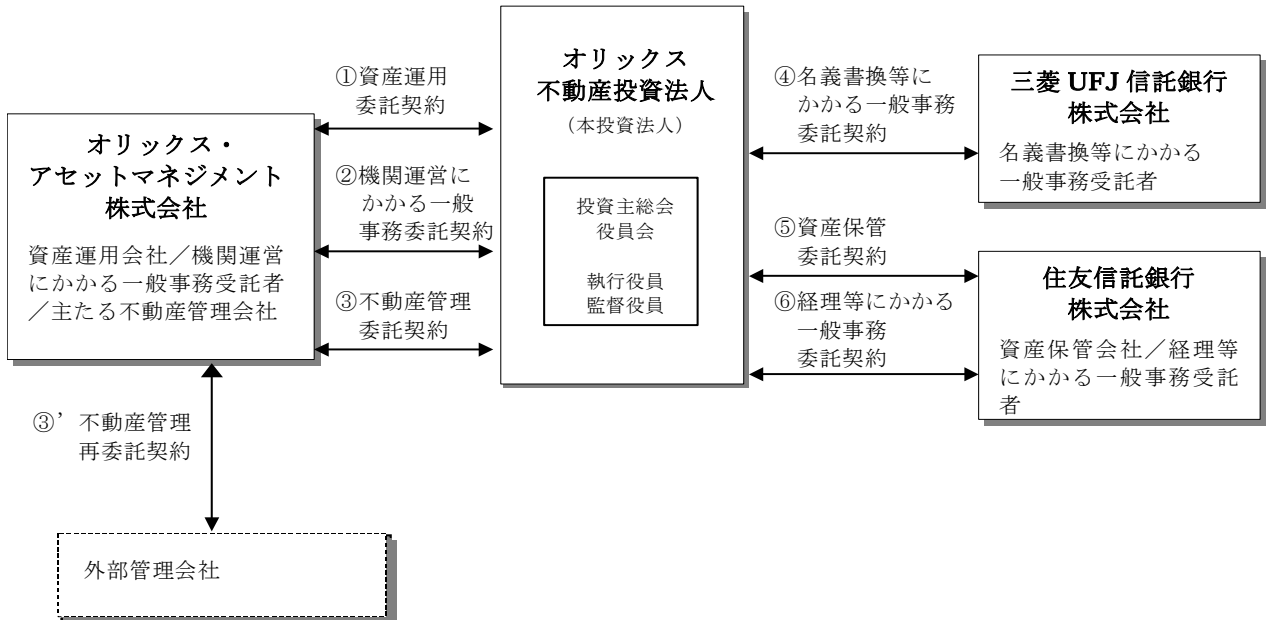 オリックス
不動産投資法人
（本投資法人）
投資主総会
役員会
執行役員
監督役員
①資産運用
委託契約
②機関運営に
かかる一般
事務委託契約
③不動産管理
委託契約
オリックス・
アセットマネジメント
株式会社
資産運用会社／機関運営
にかかる一般事務受託者
／主たる不動産管理会社
③’不動産管理
再委託契約
外部管理会社
④名義書換等に
かかる一般事務
委託契約
⑤資産保管
委託契約
⑥経理等にかかる
一般事務
委託契約
三菱 UFJ 信託銀行
株式会社
名義書換等にかかる
一般事務受託者
住友信託銀行
株式会社
資産保管会社／経理等
にかかる一般事務受託
者